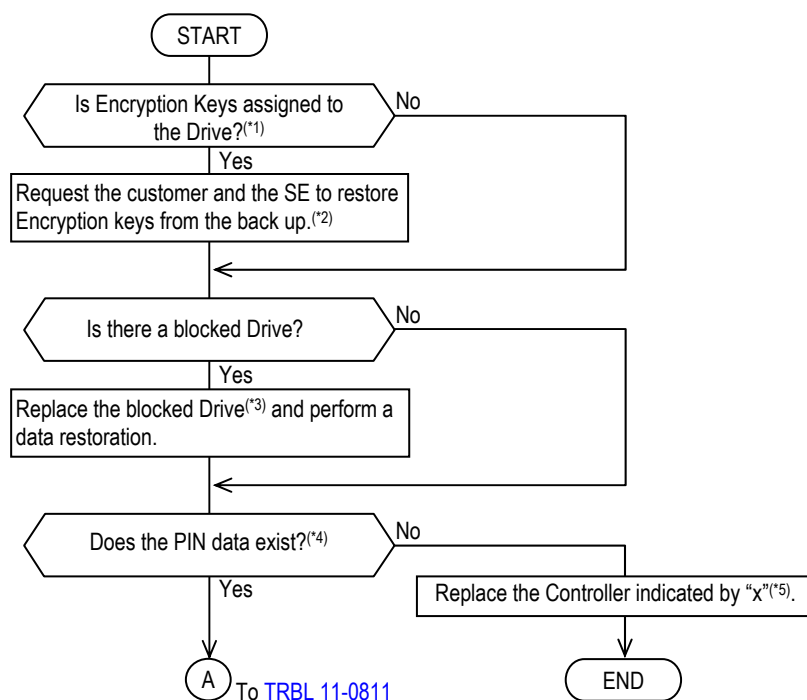 START
Is Encryption Keys assigned to
the Drive?(*1)
No
Yes
Request the customer and the SE to restore
Encryption keys from the back up.(*2)
Is there a blocked Drive?
No
Yes
Replace the blocked Drive(*3) and perform a
data restoration.
Does the PIN data exist?(*4)
No
Yes
Replace the Controller indicated by “x”(*5).
A
To TRBL 11-0811
END